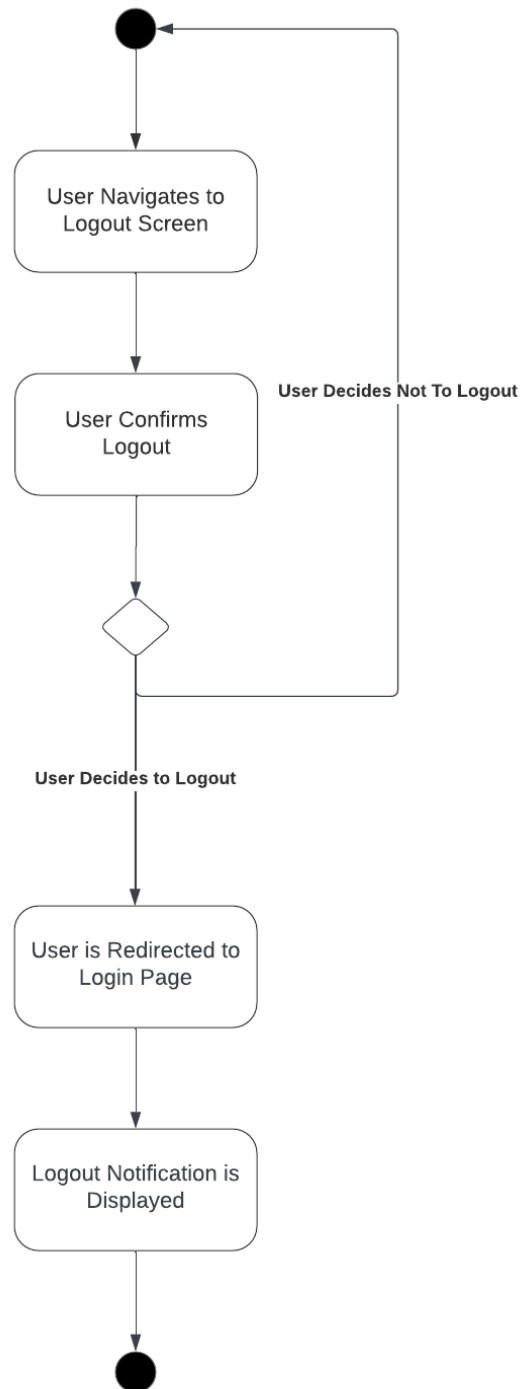 User Navigates to
Logout Screen
User Decides Not To Logout
User Confirms
Logout
User Decides to Logout
User is Redirected to
Login Page
Logout Notification is
Displayed